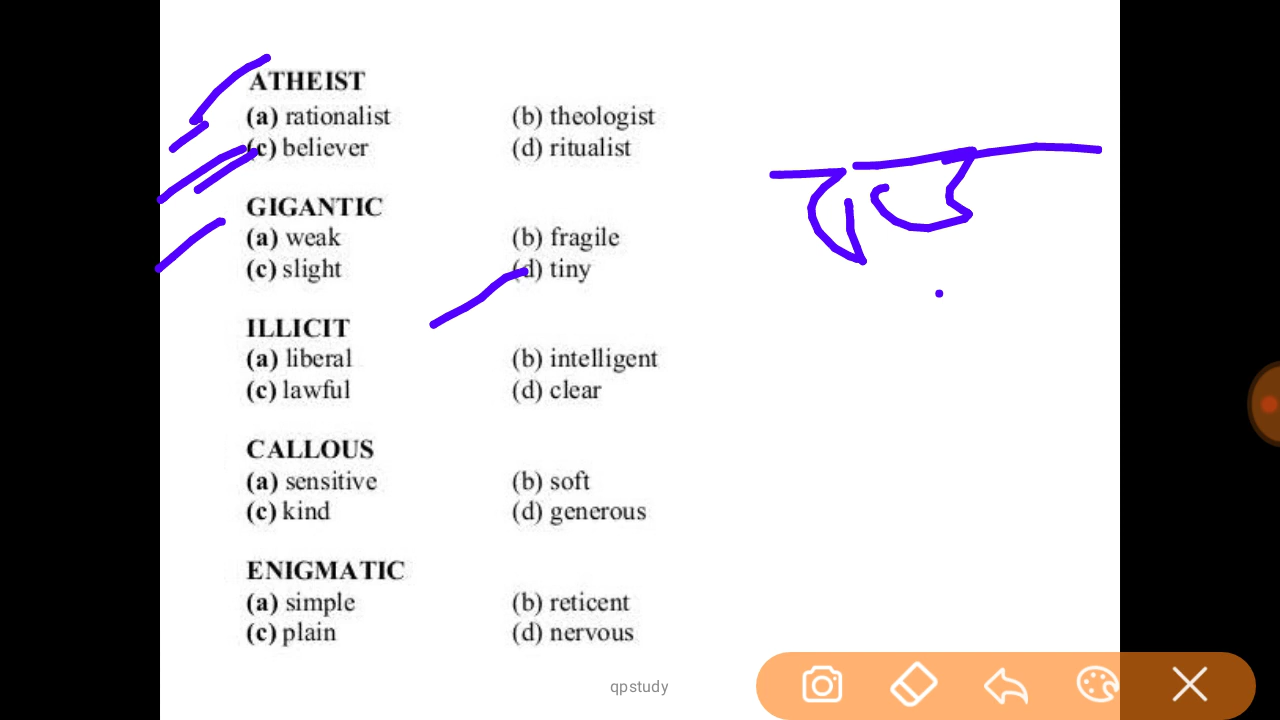 ATHEIST
(a) rationalist (b) theologist
(c) believer (d) ritualist
GIGANTIC
(a) weak (b) fragile
(c) slight (d) tiny
ILLICIT
(a) liberal (b) intelligent
(c) lawful (d) clear
CALLOUS
(a) sensitive (b) soft
(c) kind (d) generous
ENIGMATIC
(a) simple (b) reticent
(c) plain (d) nervous
qpstudy